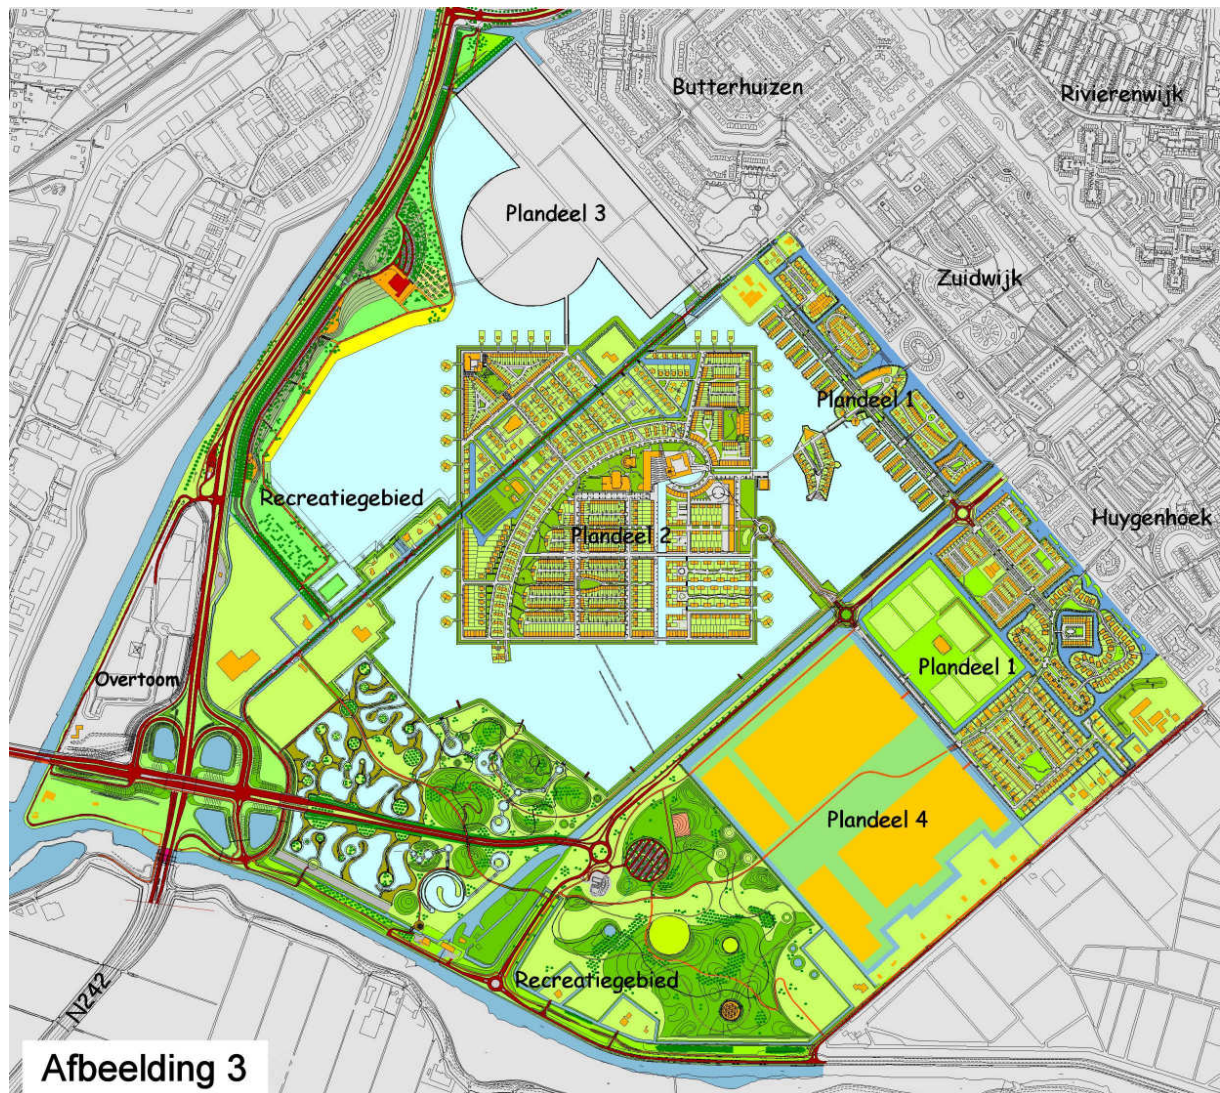 Butterhuizen
Rivierenwijk
Plandeel 3
Zuidwijk
Plandeel 1
Recreatiegebied
Huygenhoek
Plandeel 2
Plandeel 1
Overtoom
Plandeel 4
Recreatiegebied
N242
Afbeelding 3